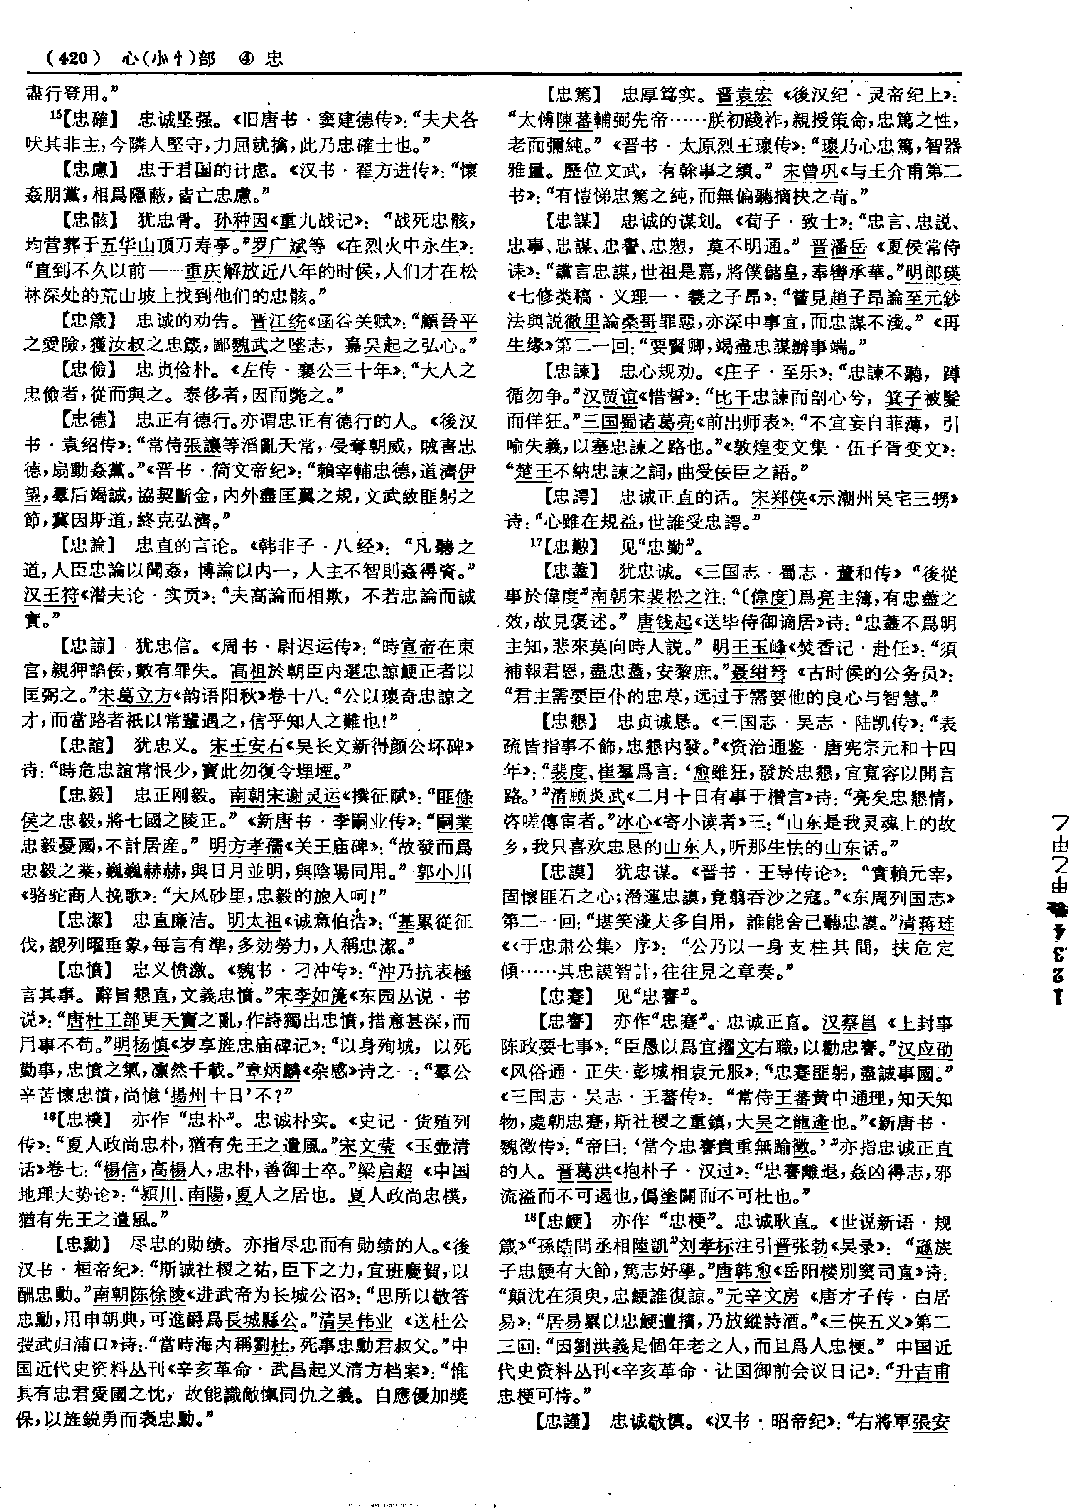 (420) 心(小忄)部 ④ 忠
盡行登用。”
15【忠確】 忠诚坚强。《旧唐书·窦建德传》：“夫犬各
吠其非主，今隣人堅守，力屈就擒，此乃忠確士也。”
【忠慮】 忠于君国的计虑。《汉书·翟方进传》：“懷
姦朋黨，相爲隱蔽，皆亡忠慮。”
【忠骸】 犹忠骨。孙种因《重九战记》：“战死忠骸，
均营葬于五华山顶万寿亭。”罗广斌等《在烈火中永生》：
“直到不久以前——重庆解放近八年的时候，人们才在松
林深处的荒山坡上找到他们的忠骸。”
【忠箴】 忠诚的劝告。晋江统《函谷关赋》：“顧晉平
之愛險，獲汝叔之忠箴，鄙魏武之墜志，嘉吴起之弘心。”
【忠儉】 忠贞俭朴。《左传·襄公三十年》：“大人之
忠儉者，從而與之。泰侈者，因而斃之。”
【忠德】 忠正有德行。亦谓忠正有德行的人。《後汉
书·袁绍传》：“常侍張讓等滔亂天常，侵奪朝威，賊害忠
德，扇動姦黨。”《晋书·简文帝纪》：“賴宰輔忠德，道濟伊
望，羣后竭誠，協契斷金，内外盡匡翼之規，文武致匪躬之
節，冀因斯道，終克弘濟。”
【忠論】 忠直的言论。《韩非子·八经》：“凡聽之
道，人臣忠論以聞姦，博論以内一，人主不智則姦得資。”
汉王符《潜夫论·实贡》：“夫高論而相欺，不若忠論而誠
實。”
【忠諒】 犹忠信。《周书·尉迟运传》：“時宣帝在東
宫，親狎諂佞，數有罪失。高祖於朝臣内選忠諒鯁正者以
匡弼之。”宋葛立方《韵语阳秋》卷十八：“公以瓌奇忠諒之
才，而當路者祇以常輩遇之，信乎知人之難也！”
【忠誼】 犹忠义。宋王安石《吴长文新得颜公坏碑》
诗：“時危忠誼常恨少，寶此勿復令埋堙。”
【忠毅】 忠正刚毅。南朝宋谢灵运《撰征赋》：“匪條
侯之忠毅，將七國之陵正。”《新唐书·李嗣业传》：“嗣業
忠毅憂國，不計居産。”明方孝孺《关王庙碑》：“故發而爲
忠毅之業，巍巍赫赫，與日月並明，與陰陽同用。”郭小川
《骆驼商人挽歌》：“大风砂里，忠毅的旅人呵！”
【忠潔】 忠直廉洁。明太祖《诚意伯诰》：“基累從征
伐，覩列曜垂象，每言有準，多効勞力，人稱忠潔。”
【忠憤】 忠义愤激。《魏书·刁冲传》：“沖乃抗表極
言其事。辭旨懇直，文義忠憤。”宋李如篪《东园丛说·书
说》：“唐杜工部更天寶之亂，作詩獨出忠憤，措意甚深，而
用事不苟。”明杨慎《岁享旌忠庙碑记》：“以身殉城，以死
勤事，忠憤之氣，凛然千載。”章炳麟《杂感》诗之一：“羣公
辛苦懷忠憤，尚憶‘揚州十日’不？”
16【忠樸】 亦作“忠朴”。忠诚朴实。《史记·货殖列
传》：“夏人政尚忠朴，猶有先王之遺風。”宋文莹《玉壶清
话》卷七：“楊信，高楊人，忠朴，善御士卒。”梁启超《中国
地理大势论》：“潁川、南陽，夏人之居也。夏人政尚忠樸，
猶有先王之遺風。”
【忠勳】 尽忠的勋绩。亦指尽忠而有勋绩的人。《後
汉书·桓帝纪》：“斯誠社稷之祐，臣下之力，宜班慶賀，以
酬忠勳。”南朝陈徐陵《进武帝为长城公诏》：“思所以敬答
忠勳，用申朝典，可進爵爲長城縣公。”清吴伟业《送杜公
弢武归浦口》诗：“當時海内稱劉杜，死事忠勳君叔父。”中
国近代史资料丛刊《辛亥革命·武昌起义清方档案》：“惟
其有忠君愛國之忱，故能識敵愾同仇之義。自應優加獎
保，以旌鋭勇而表忠勳。”
【忠篤】 忠厚笃实。晋袁宏《後汉纪·灵帝纪上》：
“太傅陳蕃輔弼先帝……朕初踐祚，親授策命，忠篤之性，
老而彌純。”《晋书·太原烈王瓌传》：“瓌乃心忠篤，智器
雅量。歷位文武，有幹事之績。”宋曾巩《与王介甫第二
书》：“有愷悌忠篤之純，而無偏聽摘抉之苛。”
【忠謀】 忠诚的谋划。《荀子·致士》：“忠言、忠説、
忠事、忠謀、忠譽、忠愬，莫不明通。”晋潘岳《夏侯常侍
诔》：“讜言忠謀，世祖是嘉，將僕儲皇，奉轡承華。”明郎瑛
《七修类稿·义理一·羲之子昂》：“嘗見趙子昂論至元鈔
法與説徹里論桑哥罪惡，亦深中事宜，而忠謀不淺。”《再
生缘》第二一回：“要賢卿，竭盡忠謀辦事端。”
【忠諫】 忠心规劝。《庄子·至乐》：“忠諫不聽，蹲
循勿争。”汉贾谊《惜誓》：“比干忠諫而剖心兮，箕子被髮
而佯狂。”三国蜀诸葛亮《前出师表》：“不宜妄自菲薄，引
喻失義，以塞忠諫之路也。”《敦煌变文集·伍子胥变文》：
“楚王不納忠諫之詞，曲受佞臣之語。”
【忠諤】 忠诚正直的话。宋郑侠《示潮州吴宅三甥》
诗：“心雖在規益，世誰受忠諤。”
17【忠懃】 见“忠勤”。
【忠藎】 犹忠诚。《三国志·蜀志·董和传》“後從
事於偉度”南朝宋裴松之注：“〔偉度〕爲亮主簿，有忠藎之
效，故見褒述。”唐钱起《送毕侍御谪居》诗：“忠藎不爲明
主知，悲來莫向時人説。”明王玉峰《焚香记·赴任》：“須
補報君恩，盡忠藎，安黎庶。”聂绀弩《古时候的公务员》：
“君主需要臣仆的忠荩，远过于需要他的良心与智慧。”
【忠懇】 忠贞诚恳。《三国志·吴志·陆凯传》：“表
疏皆指事不飾，忠懇内發。”《资治通鉴·唐宪宗元和十四
年》：“裴度、崔羣爲言：‘愈雖狂，發於忠懇，宜寬容以開言
路。’”清顾炎武《二月十日有事于欑宫》诗：“亮矣忠懇情，
咨嗟傳宦者。”冰心《寄小读者》三：“山东是我灵魂上的故
乡，我只喜欢忠恳的山东人，听那生怯的山东话。”
【忠謨】 犹忠谋。《晋书·王导传论》：“實賴元宰，
固懷匪石之心；潛運忠謨，竟翦吞沙之寇。”《东周列国志》
第二一回：“堪笑淺人多自用，誰能舍己聽忠謨。”清蒋琏
《〈于忠肃公集〉序》：“公乃以一身支柱其間，扶危定
傾……其忠謨智計，往往見之章奏。”
【忠蹇】 见“忠謇”。
【忠謇】 亦作“忠蹇”。忠诚正直。汉蔡邕《上封事
陈政要七事》：“臣愚以爲宜擢文右職，以勸忠謇。”汉应劭
《风俗通·正失·彭城相袁元服》：“忠蹇匪躬，盡誠事國。”
《三国志·吴志·王蕃传》：“常侍王蕃黄中通理，知天知
物，處朝忠蹇，斯社稷之重鎮，大吴之龍逢也。”《新唐书·
魏徵传》：“帝曰：‘當今忠謇貴重無踰徵。’”亦指忠诚正直
的人。晋葛洪《抱朴子·汉过》：“忠謇離退，姦凶得志，邪
流溢而不可遏也，僞塗闢而不可杜也。”
18【忠鯁】 亦作“忠梗”。忠诚耿直。《世说新语·规
箴》“孫皓問丞相陸凱”刘孝标注引晋张勃《吴录》：“遜族
子忠鯁有大節，篤志好學。”唐韩愈《岳阳楼别窦司直》诗：
“顛沈在須臾，忠鯁誰復諒。”元辛文房《唐才子传·白居
易》：“居易累以忠鯁遭擯，乃放縱詩酒。”《三侠五义》第二
三回：“因劉洪義是個年老之人，而且爲人忠梗。”中国近
代史资料丛刊《辛亥革命·让国御前会议日记》：“升吉甫
忠梗可恃。”
【忠謹】 忠诚敬慎。《汉书·昭帝纪》：“右將軍張安